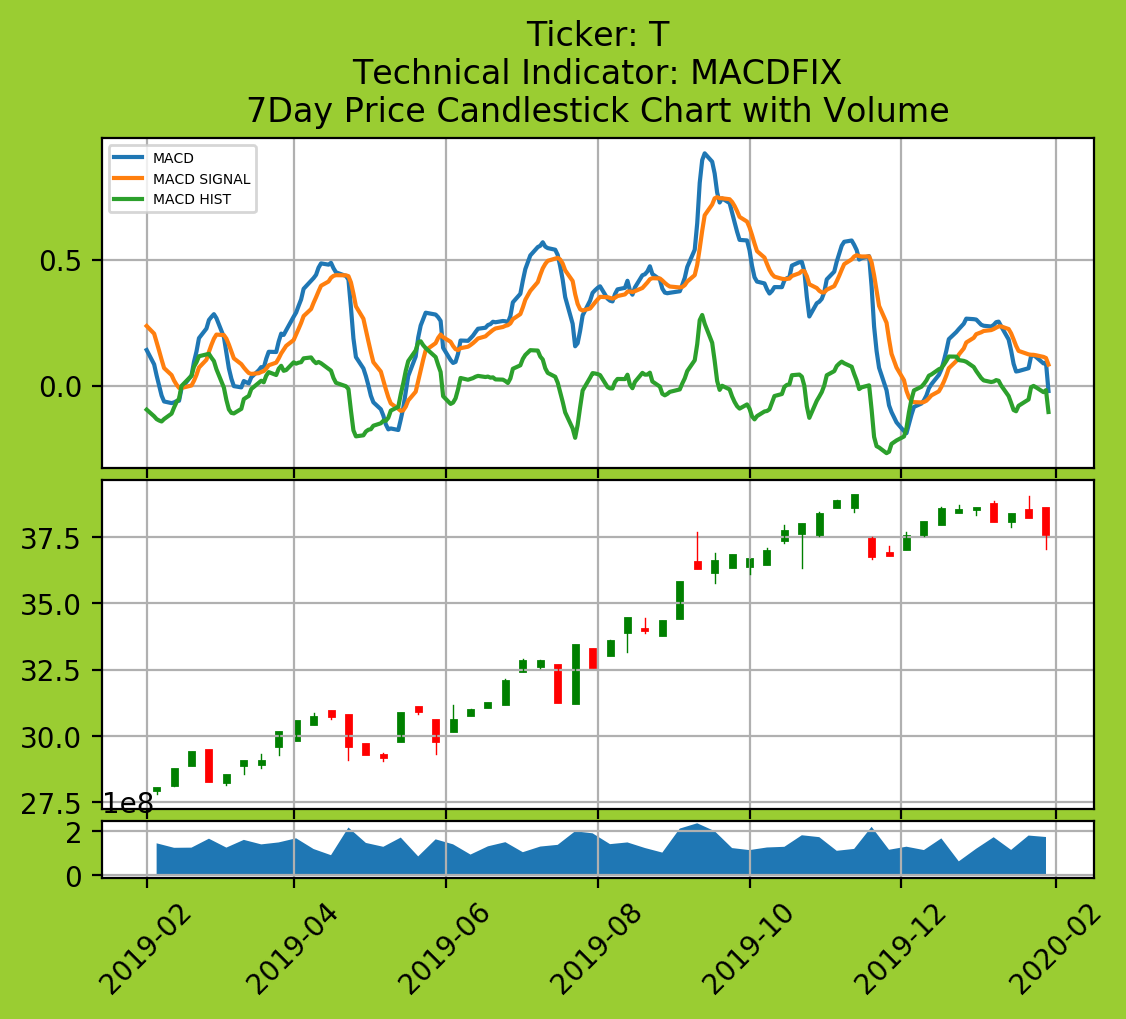 Ticker: T
Technical Indicator: MACDFIX
7Day Price Candlestick Chart with Volume
MACD
MACD SIGNAL
MACD HIST
0.5
0.0
37.5
35.0
32.5
30.0
27.5
1e8
2
0
2019-02
2019-04
2019-06
2019-08
2019-10
2019-12
2020-02